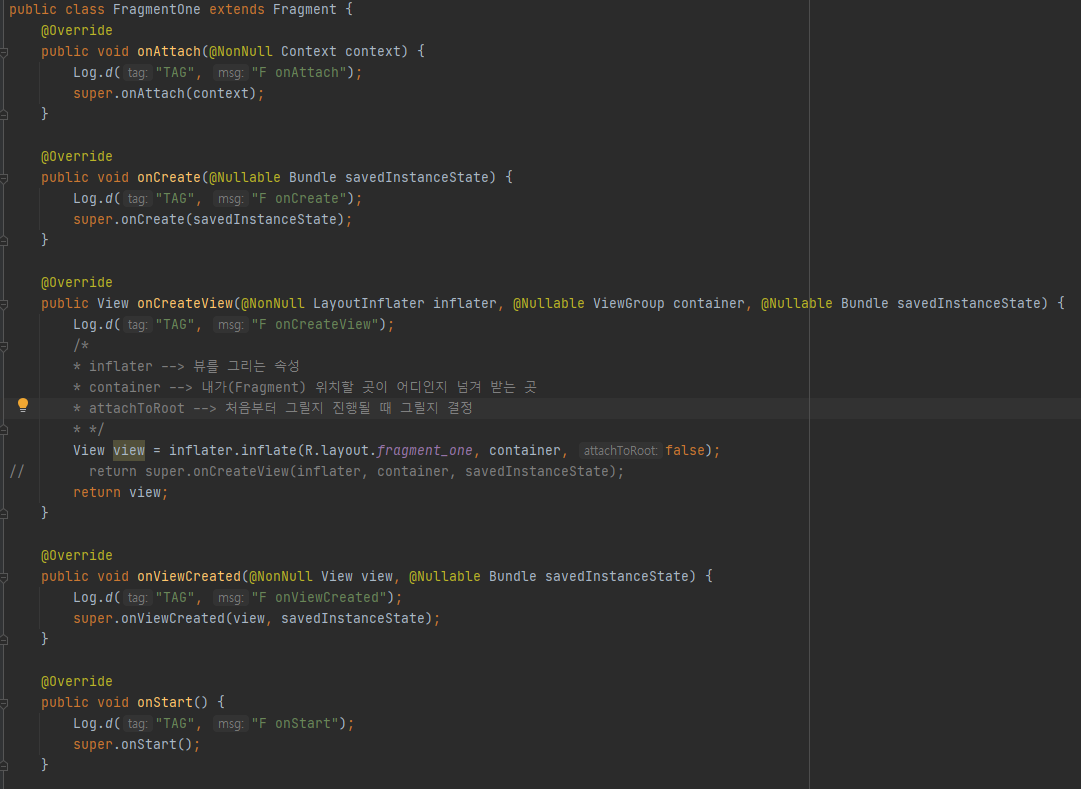 public class FragmentOne extends Fragment {
@Override
public void onAttach(@NonNull Context context) {
Log.d( tag: "TAG", msg: "F onAttach");
super.onAttach(context);
}
@Override
public void onCreate(@Nullable Bundle savedInstanceState) {
Log.d( tag: "TAG", msg: "F onCreate");
super.onCreate(savedInstanceState);
}
@Override
public View onCreateView(@NonNull LayoutInflater inflater, @Nullable ViewGroup container, @Nullable Bundle savedInstanceState) {
Log.d( tag: "TAG", msg: "F onCreateView");
/*
* inflater --> 뷰를 그리는 속성
* container --> 내가(Fragment) 위치할 곳이 어디인지 넘겨 받는 곳
* attachToRoot --> 처음부터 그릴지 진행될 때 그릴지 결정
* */
View view = inflater.inflate(R.layout.fragment_one, container, attachToRoot: false);
// return super.onCreateView(inflater, container, savedInstanceState);
return view;
}
@Override
public void onViewCreated(@NonNull View view, @Nullable Bundle savedInstanceState) {
Log.d( tag: "TAG", msg: "F onViewCreated");
super.onViewCreated(view, savedInstanceState);
}
@Override
public void onStart() {
Log.d( tag: "TAG", msg: "F onStart");
super.onStart();
}